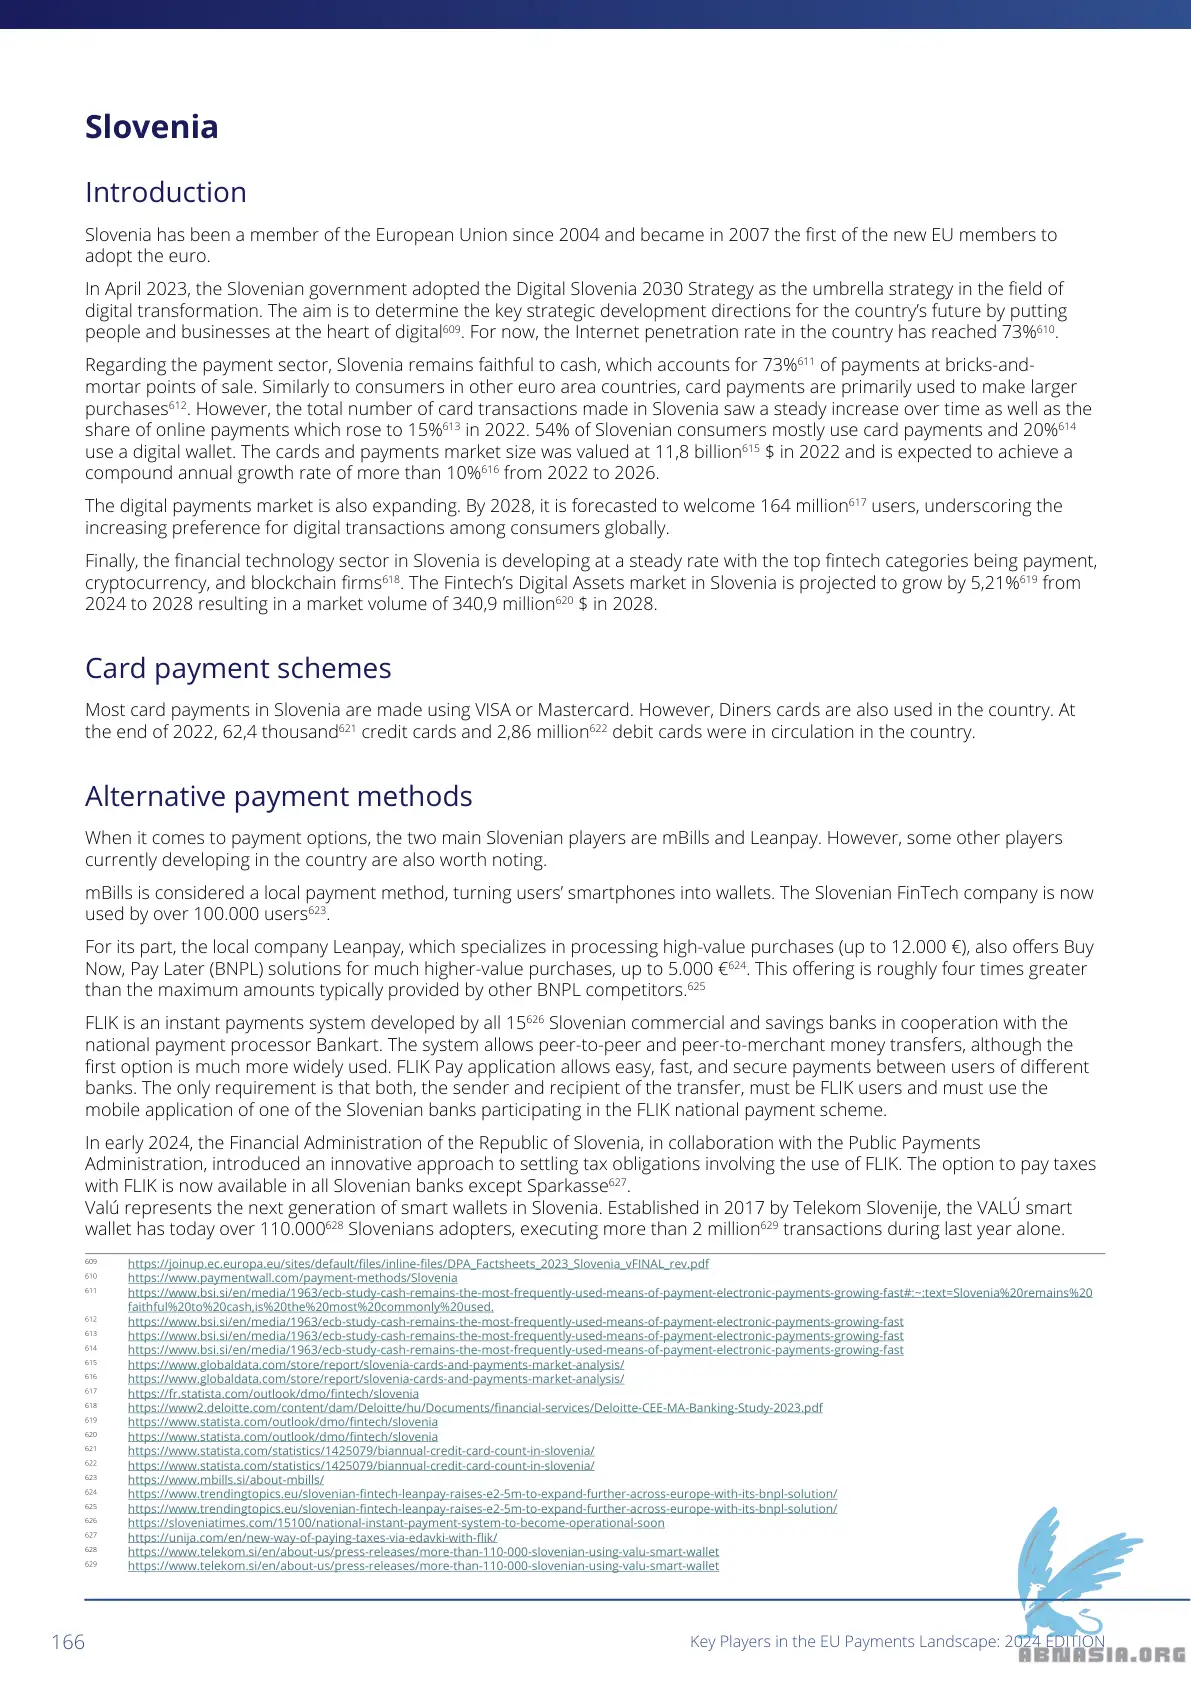 Slovenia
Introduction
Slovenia has been a member of the European Union since 2004 and became in 2007 the first of the new EU members to
adopt the euro.
In April 2023, the Slovenian government adopted the Digital Slovenia 2030 Strategy as the umbrella strategy in the field of
digital transformation. The aim is to determine the key strategic development directions for the country’s future by putting
people and businesses at the heart of digital609. For now, the Internet penetration rate in the country has reached 73%610.
Regarding the payment sector, Slovenia remains faithful to cash, which accounts for 73%611 of payments at bricks-and-
mortar points of sale. Similarly to consumers in other euro area countries, card payments are primarily used to make larger
purchases612. However, the total number of card transactions made in Slovenia saw a steady increase over time as well as the
share of online payments which rose to 15%613 in 2022. 54% of Slovenian consumers mostly use card payments and 20%614
use a digital wallet. The cards and payments market size was valued at 11,8 billion615 $ in 2022 and is expected to achieve a
compound annual growth rate of more than 10%616 from 2022 to 2026.
The digital payments market is also expanding. By 2028, it is forecasted to welcome 164 million617 users, underscoring the
increasing preference for digital transactions among consumers globally.
Finally, the financial technology sector in Slovenia is developing at a steady rate with the top fintech categories being payment,
cryptocurrency, and blockchain firms618. The Fintech’s Digital Assets market in Slovenia is projected to grow by 5,21%619 from
2024 to 2028 resulting in a market volume of 340,9 million620 $ in 2028.
Card payment schemes
Most card payments in Slovenia are made using VISA or Mastercard. However, Diners cards are also used in the country. At
the end of 2022, 62,4 thousand621 credit cards and 2,86 million622 debit cards were in circulation in the country.
Alternative payment methods
When it comes to payment options, the two main Slovenian players are mBills and Leanpay. However, some other players
currently developing in the country are also worth noting.
mBills is considered a local payment method, turning users’ smartphones into wallets. The Slovenian FinTech company is now
used by over 100.000 users623.
For its part, the local company Leanpay, which specializes in processing high-value purchases (up to 12.000 €), also offers Buy
Now, Pay Later (BNPL) solutions for much higher-value purchases, up to 5.000 €624. This offering is roughly four times greater
than the maximum amounts typically provided by other BNPL competitors.625
FLIK is an instant payments system developed by all 15626 Slovenian commercial and savings banks in cooperation with the
national payment processor Bankart. The system allows peer-to-peer and peer-to-merchant money transfers, although the
first option is much more widely used. FLIK Pay application allows easy, fast, and secure payments between users of different
banks. The only requirement is that both, the sender and recipient of the transfer, must be FLIK users and must use the
mobile application of one of the Slovenian banks participating in the FLIK national payment scheme.
In early 2024, the Financial Administration of the Republic of Slovenia, in collaboration with the Public Payments
Administration, introduced an innovative approach to settling tax obligations involving the use of FLIK. The option to pay taxes
with FLIK is now available in all Slovenian banks except Sparkasse627.
Valú represents the next generation of smart wallets in Slovenia. Established in 2017 by Telekom Slovenije, the VALÚ smart
wallet has today over 110.000628 Slovenians adopters, executing more than 2 million629 transactions during last year alone.
609 https://joinup.ec.europa.eu/sites/default/files/inline-files/DPA_Factsheets_2023_Slovenia_vFINAL_rev.pdf
610 https://www.paymentwall.com/payment-methods/Slovenia
611 https://www.bsi.si/en/media/1963/ecb-study-cash-remains-the-most-frequently-used-means-of-payment-electronic-payments-growing-fast#:~:text=Slovenia%20remains%20
faithful%20to%20cash,is%20the%20most%20commonly%20used.
612 https://www.bsi.si/en/media/1963/ecb-study-cash-remains-the-most-frequently-used-means-of-payment-electronic-payments-growing-fast
613 https://www.bsi.si/en/media/1963/ecb-study-cash-remains-the-most-frequently-used-means-of-payment-electronic-payments-growing-fast
614 https://www.bsi.si/en/media/1963/ecb-study-cash-remains-the-most-frequently-used-means-of-payment-electronic-payments-growing-fast
615 https://www.globaldata.com/store/report/slovenia-cards-and-payments-market-analysis/
616 https://www.globaldata.com/store/report/slovenia-cards-and-payments-market-analysis/
617 https://fr.statista.com/outlook/dmo/fintech/slovenia
618 https://www2.deloitte.com/content/dam/Deloitte/hu/Documents/financial-services/Deloitte-CEE-MA-Banking-Study-2023.pdf
619 https://www.statista.com/outlook/dmo/fintech/slovenia
620 https://www.statista.com/outlook/dmo/fintech/slovenia
621 https://www.statista.com/statistics/1425079/biannual-credit-card-count-in-slovenia/
622 https://www.statista.com/statistics/1425079/biannual-credit-card-count-in-slovenia/
623 https://www.mbills.si/about-mbills/
624 https://www.trendingtopics.eu/slovenian-fintech-leanpay-raises-e2-5m-to-expand-further-across-europe-with-its-bnpl-solution/
625 https://www.trendingtopics.eu/slovenian-fintech-leanpay-raises-e2-5m-to-expand-further-across-europe-with-its-bnpl-solution/
626 https://sloveniatimes.com/15100/national-instant-payment-system-to-become-operational-soon
627 https://unija.com/en/new-way-of-paying-taxes-via-edavki-with-flik/
628 https://www.telekom.si/en/about-us/press-releases/more-than-110-000-slovenian-using-valu-smart-wallet
629 https://www.telekom.si/en/about-us/press-releases/more-than-110-000-slovenian-using-valu-smart-wallet
166
Key Players in the EU Payments Landscape: 2024 EDITION
ABNASIA.ORG